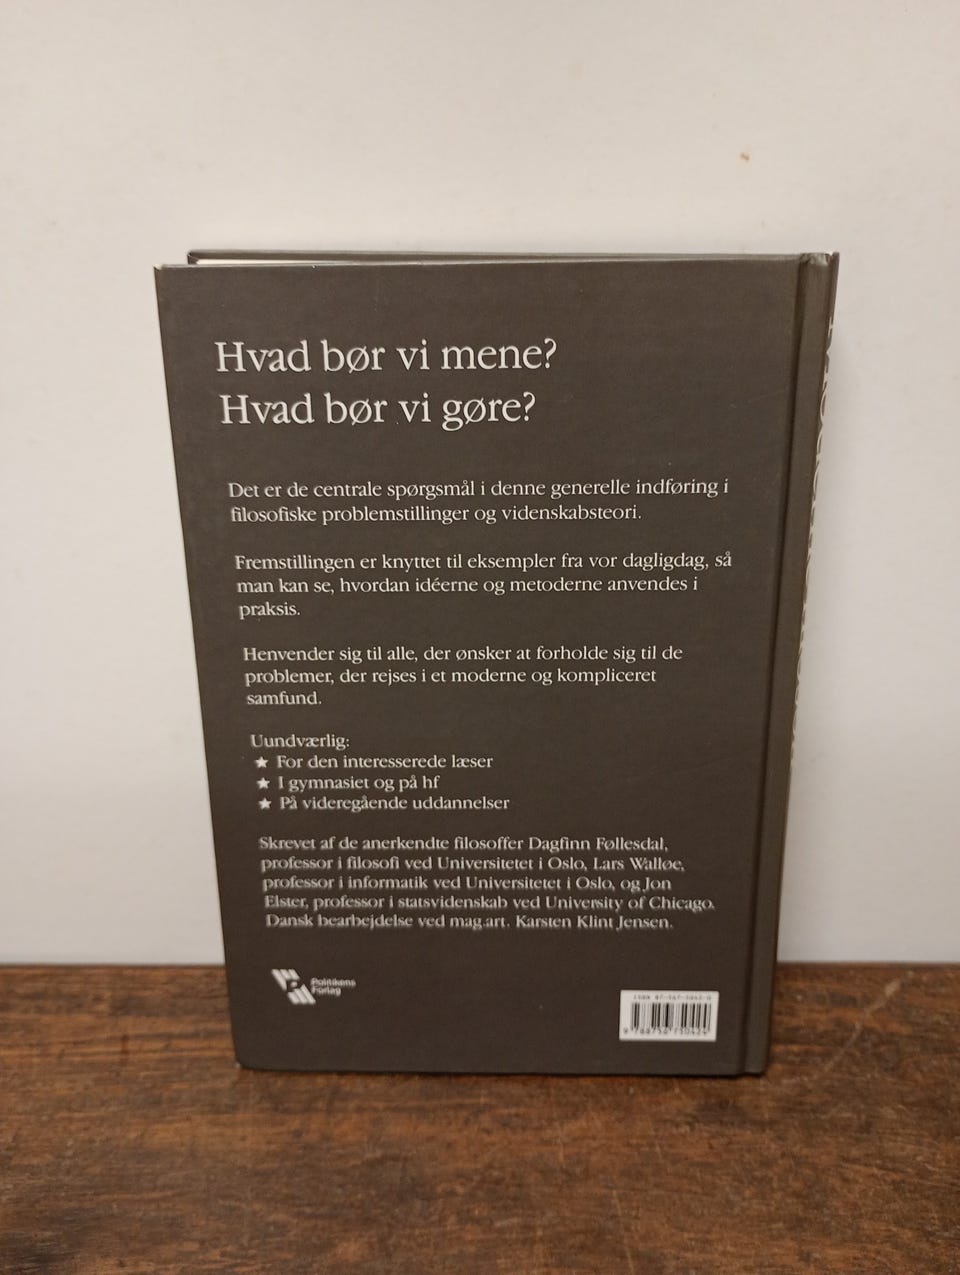 Hvad bør vi mene?
Hvad bør vi gøre?
Det er de centrale spørgsmål i denne generelle indføring i
filosofiske problemstillinger og videnskabsteori.
Fremstillingen er knyttet til eksempler fra vor dagligdag, så
man kan se, hvordan idéerne og metoderne anvendes i
praksis.
Henvender sig til alle, der ønsker at forholde sig til de
problemer, der rejses i et moderne og kompliceret
samfund.
Uundværlig:
★ For den interesserede læser
★ I gymnasiet og på hf
★ På videregående uddannelser
Skrevet af de anerkendte filosoffer Dagfinn Føllesdal,
professor i filosofi ved Universitetet i Oslo, Lars Walløe,
professor i informatik ved Universitetet i Oslo, og Jon
Elster, professor i statsvidenskab ved University of Chicago.
Dansk bearbejdelse ved mag.art. Karsten Klint Jensen.
Politikens
Forlag